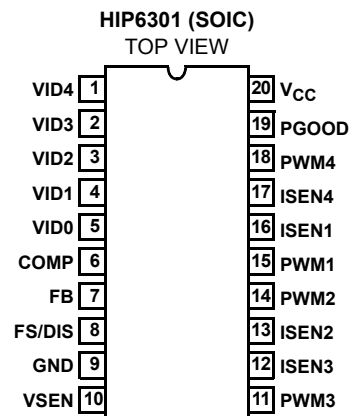 HIP6301 (SOIC)
TOP VIEW
VID4 1 20 VCC
VID3 2 19 PGOOD
VID2 3 18 PWM4
VID1 4 17 ISEN4
VID0 5 16 ISEN1
COMP 6 15 PWM1
FB 7 14 PWM2
FS/DIS 8 13 ISEN2
GND 9 12 ISEN3
VSEN 10 11 PWM3